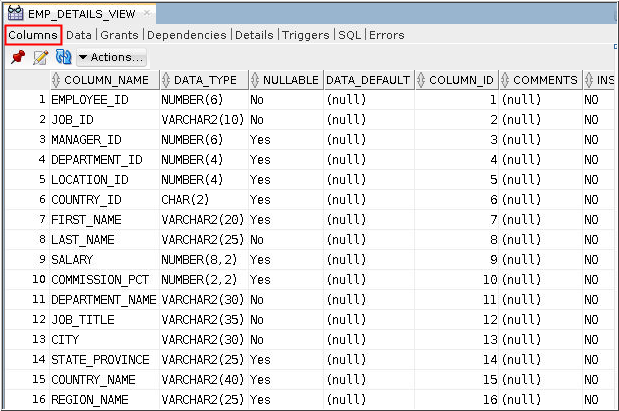 EMP_DETAILS_VIEW
Columns Data Grants Dependencies Details Triggers SQL Errors
Actions...
COLUMN_NAME DATA_TYPE NULLABLE DATA_DEFAULT COLUMN_ID COMMENTS INS
1 EMPLOYEE_ID NUMBER(6) No (null) 1 (null) NO
2 JOB_ID VARCHAR2(10) No (null) 2 (null) NO
3 MANAGER_ID NUMBER(6) Yes (null) 3 (null) NO
4 DEPARTMENT_ID NUMBER(4) Yes (null) 4 (null) NO
5 LOCATION_ID NUMBER(4) Yes (null) 5 (null) NO
6 COUNTRY_ID CHAR(2) Yes (null) 6 (null) NO
7 FIRST_NAME VARCHAR2(20) Yes (null) 7 (null) NO
8 LAST_NAME VARCHAR2(25) No (null) 8 (null) NO
9 SALARY NUMBER(8,2) Yes (null) 9 (null) NO
10 COMMISSION_PCT NUMBER(2,2) Yes (null) 10 (null) NO
11 DEPARTMENT_NAME VARCHAR2(30) No (null) 11 (null) NO
12 JOB_TITLE VARCHAR2(35) No (null) 12 (null) NO
13 CITY VARCHAR2(30) No (null) 13 (null) NO
14 STATE_PROVINCE VARCHAR2(25) Yes (null) 14 (null) NO
15 COUNTRY_NAME VARCHAR2(40) Yes (null) 15 (null) NO
16 REGION_NAME VARCHAR2(25) Yes (null) 16 (null) NO